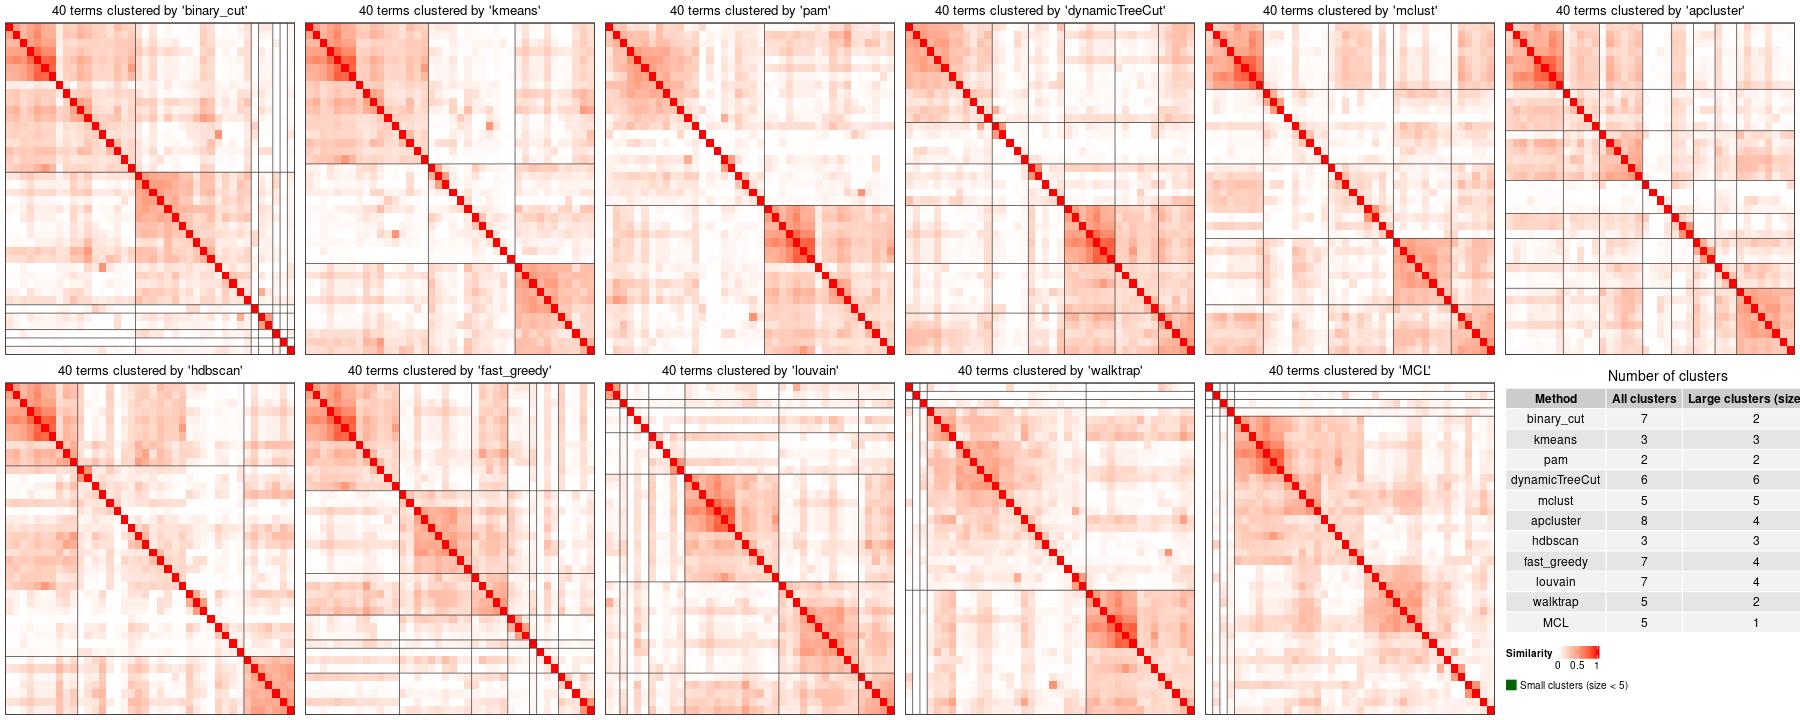 40 terms clustered by 'binary_cut'
40 terms clustered by 'kmeans'
40 terms clustered by 'pam'
40 terms clustered by 'dynamicTreeCut'
40 terms clustered by 'mclust'
40 terms clustered by 'apcluster'
40 terms clustered by 'hdbscan'
40 terms clustered by 'fast_greedy'
40 terms clustered by 'louvain'
40 terms clustered by 'walktrap'
40 terms clustered by 'MCL'
Number of clusters
Method All clusters Large clusters (size
binary_cut 7 2
kmeans 3 3
pam 2 2
dynamicTreeCut 6 6
mclust 5 5
apcluster 8 4
hdbscan 3 3
fast_greedy 7 4
louvain 7 4
walktrap 5 2
MCL 5 1
Similarity
0 0.5 1
Small clusters (size < 5)